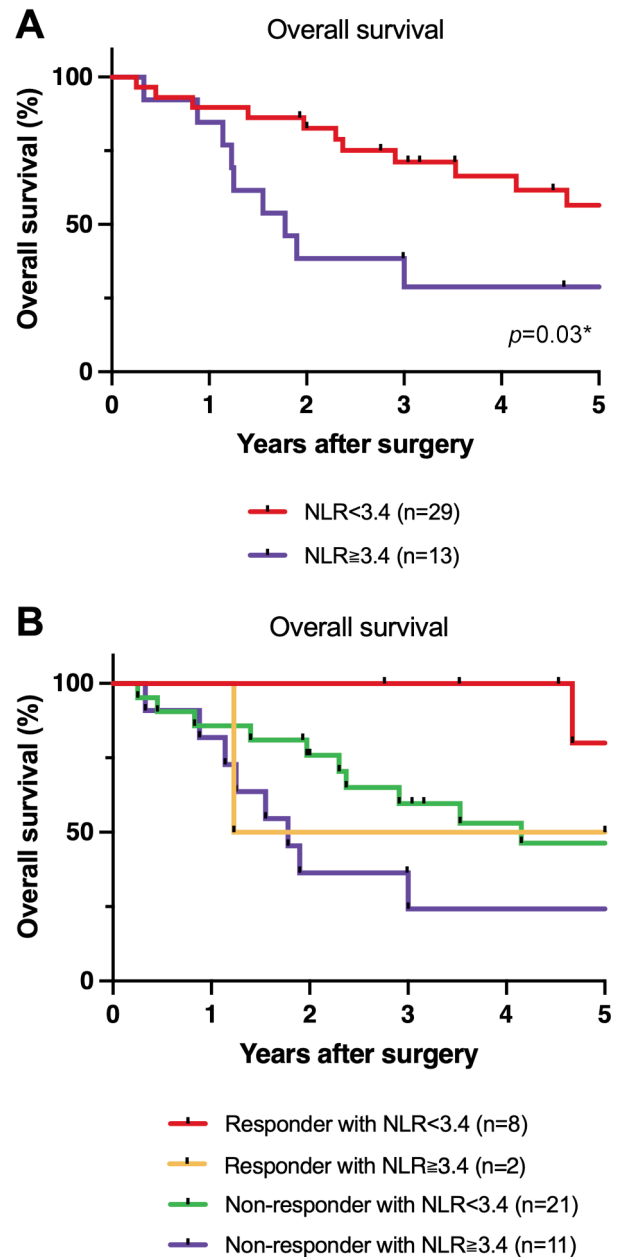 A
Overall survival
Overall survival (%)
100
50
0
p=0.03*
0 1 2 3 4 5
Years after surgery
NLR<3.4 (n=29)
NLR≧3.4 (n=13)
B
Overall survival
Overall survival (%)
100
50
0
0 1 2 3 4 5
Years after surgery
Responder with NLR<3.4 (n=8)
Responder with NLR≧3.4 (n=2)
Non-responder with NLR<3.4 (n=21)
Non-responder with NLR≧3.4 (n=11)